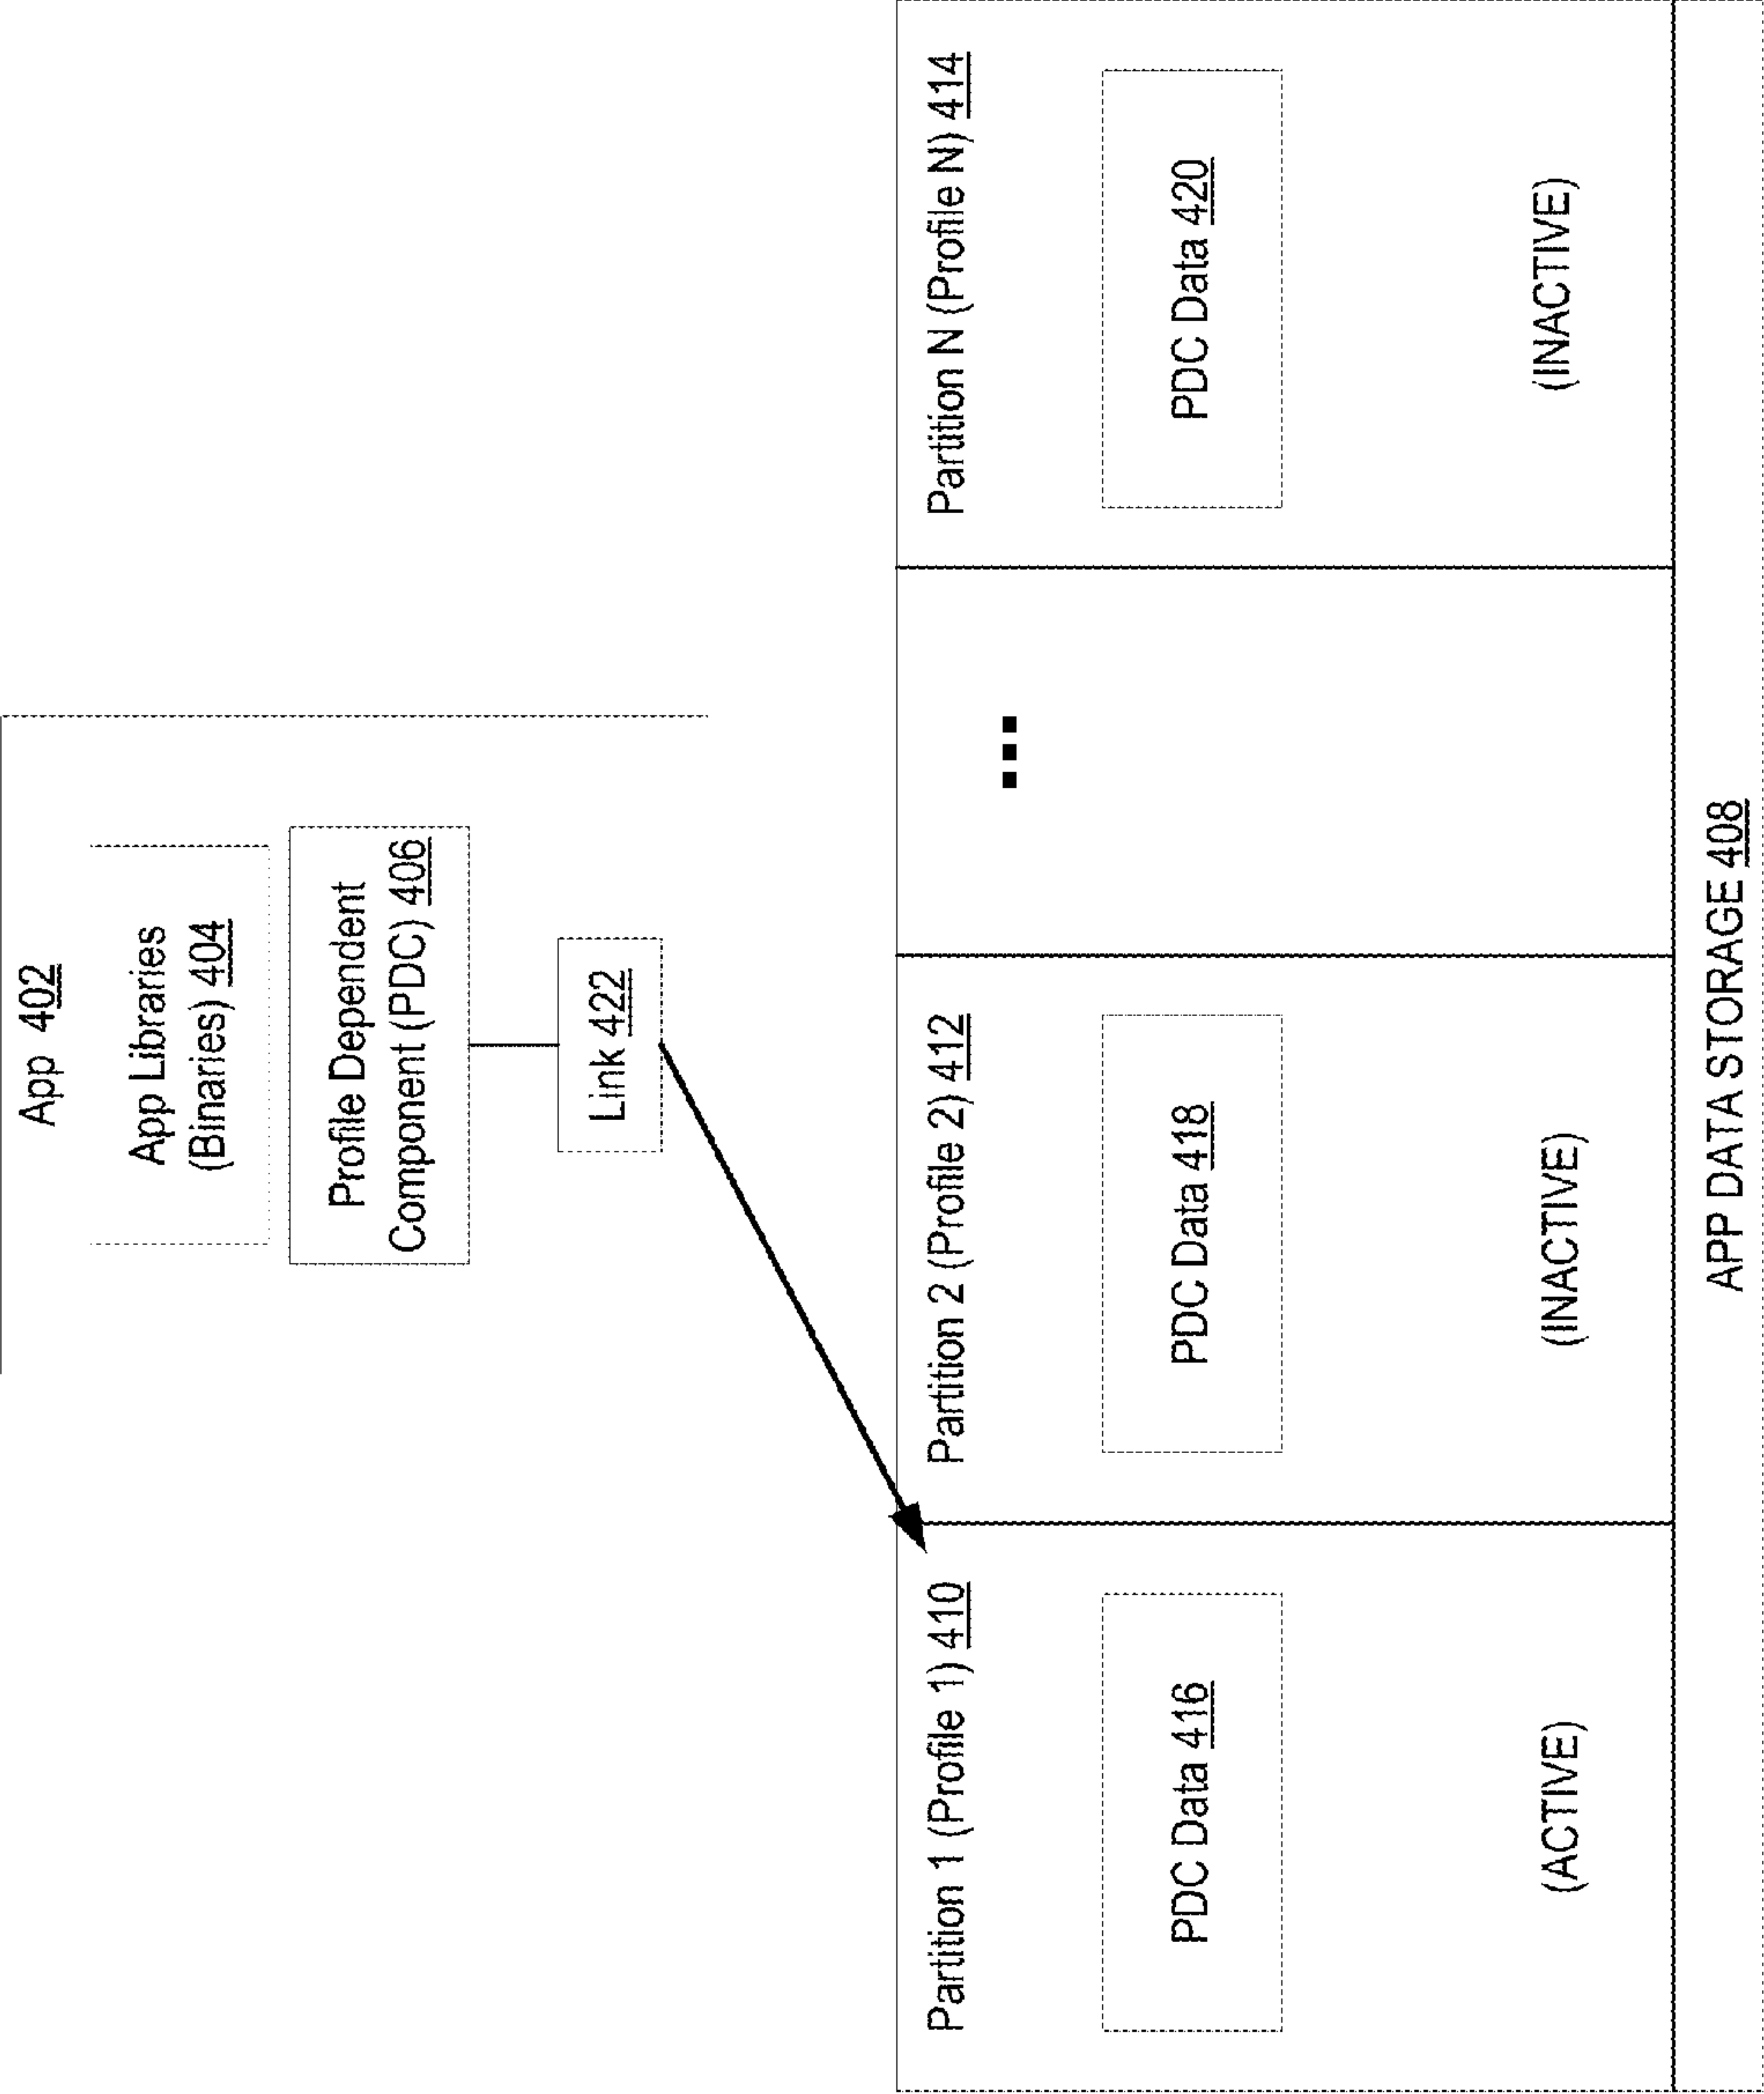 App 402
App Libraries
(Binaries) 404
Profile Dependent
Component (PDC) 406
Link 422
Partition 1 (Profile 1) 410
PDC Data 416
(ACTIVE)
Partition 2 (Profile 2) 412
PDC Data 418
(INACTIVE)
...
Partition N (Profile N) 414
PDC Data 420
(INACTIVE)
APP DATA STORAGE 408